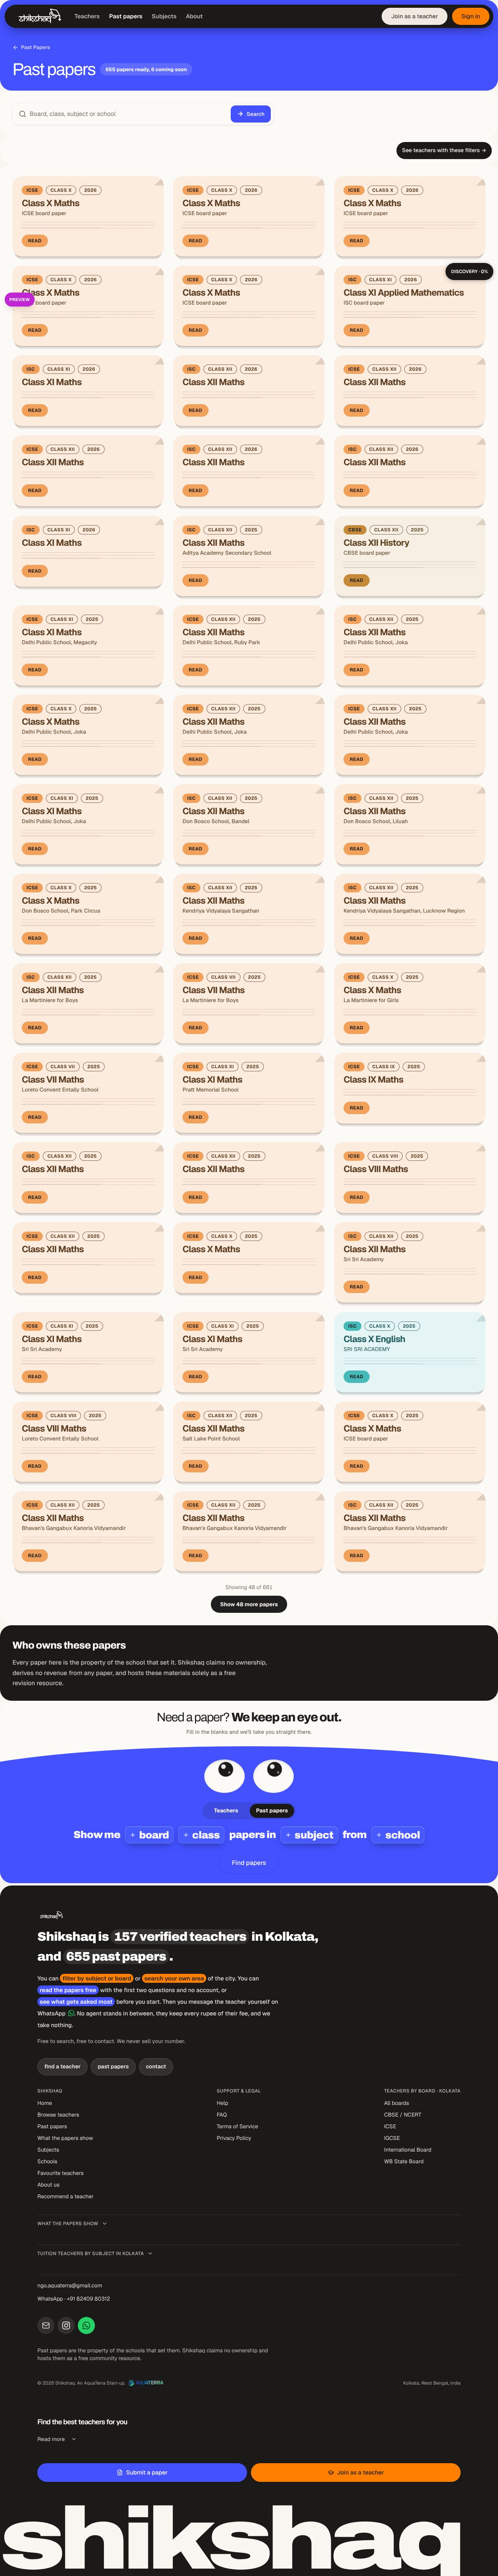 shikshaq
Teachers
Past papers
Subjects
About
Join as a teacher
Sign in
← Past Papers
Past papers
655 papers ready, 6 coming soon
Board, class, subject or school
→ Search
See teachers with these filters →
ICSE CLASS X 2026
Class X Maths
ICSE board paper
READ
ICSE CLASS X 2026
Class X Maths
ICSE board paper
READ
ICSE CLASS X 2026
Class X Maths
ICSE board paper
READ
DISCOVERY · 0%
PREVIEW
ICSE CLASS X 2026
Class X Maths
board paper
READ
ICSE CLASS X 2026
Class X Maths
ICSE board paper
READ
ISC CLASS XI 2026
Class XI Applied Mathematics
ISC board paper
READ
ISC CLASS XI 2026
Class XI Maths
READ
ISC CLASS XII 2026
Class XII Maths
READ
ICSE CLASS XII 2026
Class XII Maths
READ
ICSE CLASS XII 2026
Class XII Maths
READ
ISC CLASS XII 2026
Class XII Maths
READ
ISC CLASS XII 2026
Class XII Maths
READ
ISC CLASS XI 2026
Class XI Maths
READ
ISC CLASS XII 2025
Class XII Maths
Aditya Academy Secondary School
READ
CBSE CLASS XII 2025
Class XII History
CBSE board paper
READ
ICSE CLASS XI 2025
Class XI Maths
Delhi Public School, Megacity
READ
ICSE CLASS XII 2025
Class XII Maths
Delhi Public School, Ruby Park
READ
ISC CLASS XII 2025
Class XII Maths
Delhi Public School, Joka
READ
ICSE CLASS X 2025
Class X Maths
Delhi Public School, Joka
READ
ICSE CLASS XII 2025
Class XII Maths
Delhi Public School, Joka
READ
ICSE CLASS XII 2025
Class XII Maths
Delhi Public School, Joka
READ
ICSE CLASS XI 2025
Class XI Maths
Delhi Public School, Joka
READ
ISC CLASS XII 2025
Class XII Maths
Don Bosco School, Bandel
READ
ISC CLASS XII 2025
Class XII Maths
Don Bosco School, Liluah
READ
ICSE CLASS X 2025
Class X Maths
Don Bosco School, Park Circus
READ
ISC CLASS XII 2025
Class XII Maths
Kendriya Vidyalaya Sangathan
READ
ISC CLASS XII 2025
Class XII Maths
Kendriya Vidyalaya Sangathan, Lucknow Region
READ
ISC CLASS XII 2025
Class XII Maths
La Martiniere for Boys
READ
ICSE CLASS VII 2025
Class VII Maths
La Martiniere for Boys
READ
ICSE CLASS X 2025
Class X Maths
La Martiniere for Girls
READ
ICSE CLASS VII 2025
Class VII Maths
Loreto Convent Entally School
READ
ICSE CLASS XI 2025
Class XI Maths
Pratt Memorial School
READ
ICSE CLASS IX 2025
Class IX Maths
READ
ISC CLASS XII 2025
Class XII Maths
READ
ICSE CLASS XII 2025
Class XII Maths
READ
ICSE CLASS VIII 2025
Class VIII Maths
READ
ICSE CLASS XII 2025
Class XII Maths
READ
ICSE CLASS X 2025
Class X Maths
READ
ISC CLASS XII 2025
Class XII Maths
Sri Sri Academy
READ
ICSE CLASS XI 2025
Class XI Maths
Sri Sri Academy
READ
ICSE CLASS XI 2025
Class XI Maths
Sri Sri Academy
READ
ISC CLASS X 2025
Class X English
SRI SRI ACADEMY
READ
ICSE CLASS VIII 2025
Class VIII Maths
Loreto Convent Entally School
READ
ISC CLASS XII 2025
Class XII Maths
Salt Lake Point School
READ
ICSE CLASS X 2025
Class X Maths
ICSE board paper
READ
ICSE CLASS XII 2025
Class XII Maths
Bhavan's Gangabux Kanoria Vidyamandir
READ
ICSE CLASS XII 2025
Class XII Maths
Bhavan's Gangabux Kanoria Vidyamandir
READ
ISC CLASS XII 2025
Class XII Maths
Bhavan's Gangabux Kanoria Vidyamandir
READ
Showing 48 of 661
Show 48 more papers
Who owns these papers
Every paper here is the property of the school that set it. Shikshaq claims no ownership,
derives no revenue from any paper, and hosts these materials solely as a free
revision resource.
Need a paper? We keep an eye out.
Fill in the blanks and we'll take you straight there.
Teachers
Past papers
Show me + board + class papers in + subject from + school
Find papers
shikshaq
Shikshaq is 157 verified teachers in Kolkata,
and 655 past papers .
You can filter by subject or board or search your own area of the city. You can
read the papers free with the first two questions and no account, or
see what gets asked most before you start. Then you message the teacher yourself on
WhatsApp No agent stands in between, they keep every rupee of their fee, and we
take nothing.
Free to search, free to contact. We never sell your number.
find a teacher
past papers
contact
SHIKSHAQ
Home
Browse teachers
Past papers
What the papers show
Subjects
Schools
Favourite teachers
About us
Recommend a teacher
SUPPORT & LEGAL
Help
FAQ
Terms of Service
Privacy Policy
TEACHERS BY BOARD · KOLKATA
All boards
CBSE / NCERT
ICSE
IGCSE
International Board
WB State Board
WHAT THE PAPERS SHOW
TUITION TEACHERS BY SUBJECT IN KOLKATA
ngo.aquaterra@gmail.com
WhatsApp · +91 82409 80312
Past papers are the property of the schools that set them. Shikshaq claims no ownership and
hosts them as a free community resource.
© 2026 Shikshaq. An AquaTerra Start-up. AQUATERRA
Kolkata, West Bengal, India
Find the best teachers for you
Read more
Submit a paper
Join as a teacher
shikshaq